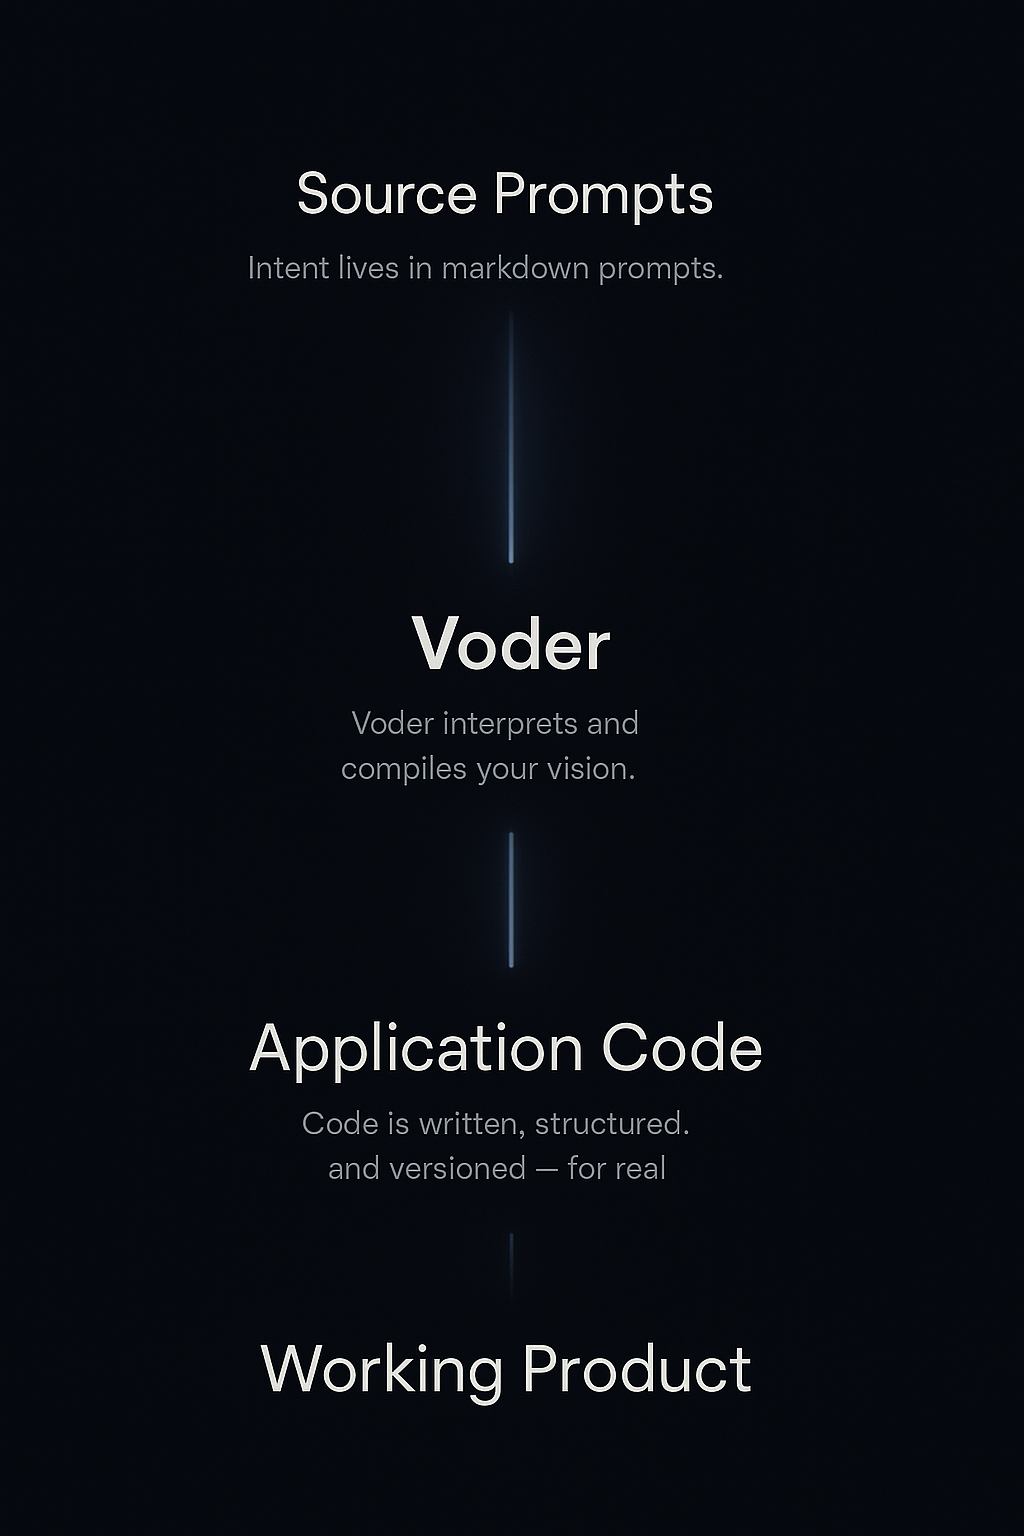 Source Prompts
Intent lives in markdown prompts.
Voder
Voder interprets and
compiles your vision.
Application Code
Code is written, structured.
and versioned — for real
Working Product